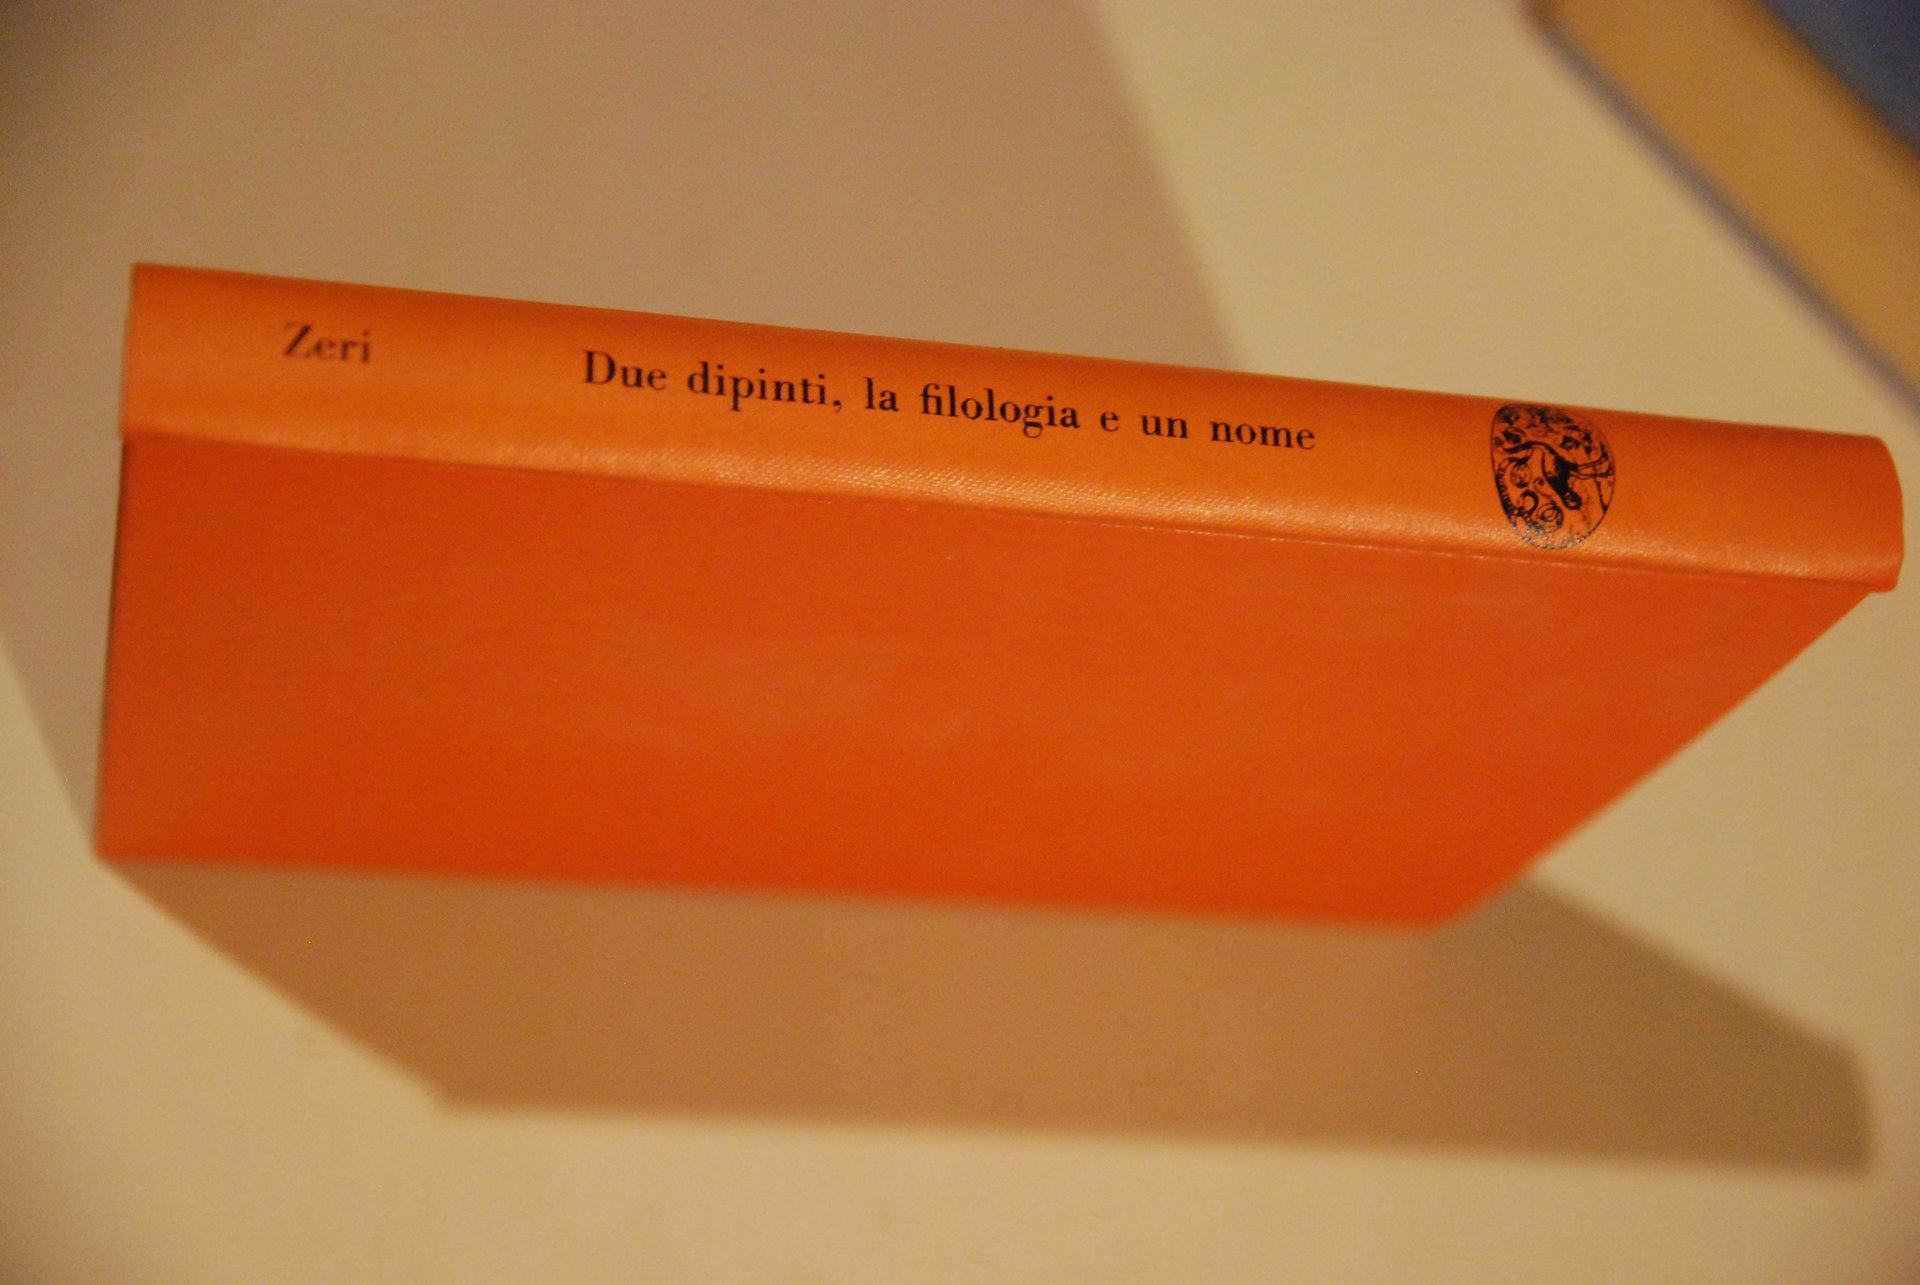 Zeri
Due dipinti, la filologia e un nome